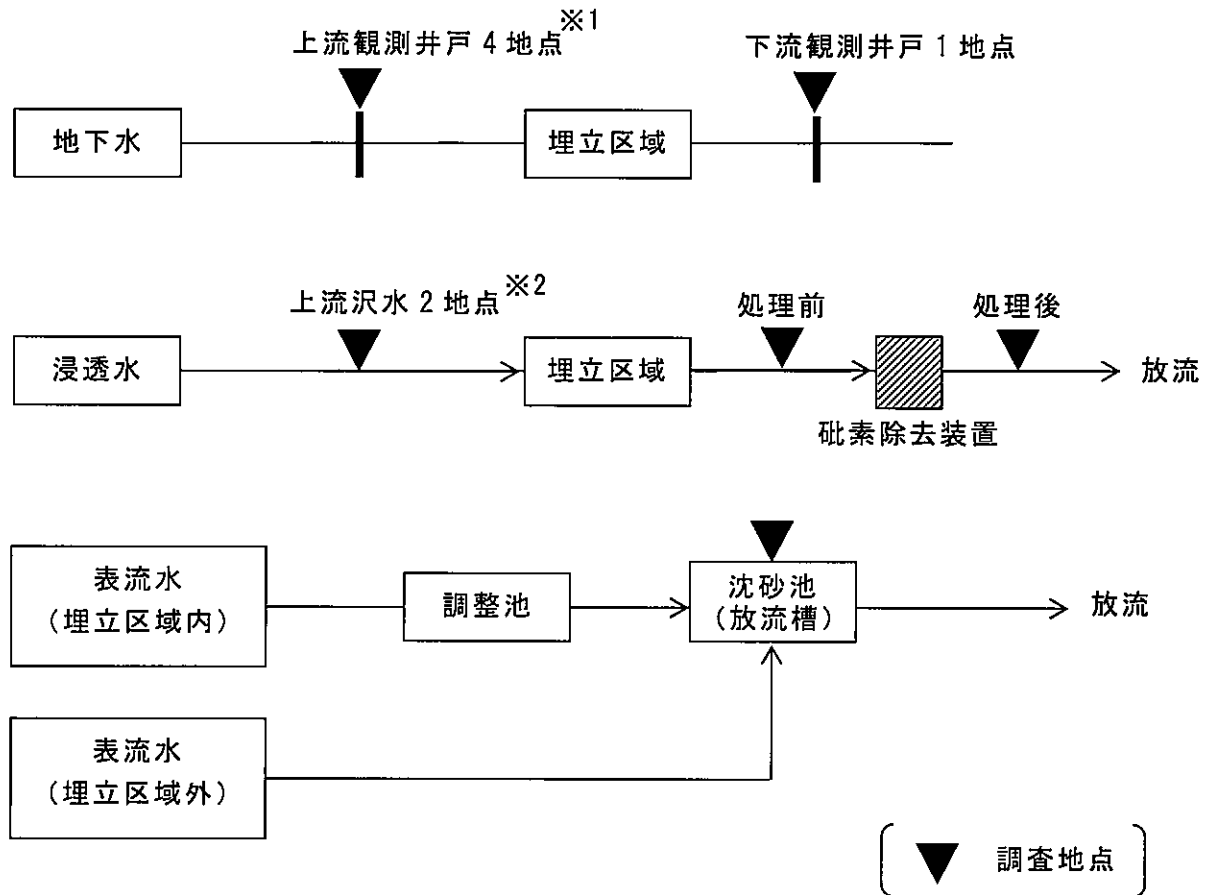 上流観測井戸4地点※1
下流観測井戸1地点
地下水
埋立区域
上流沢水2地点※2
処理前
処理後
浸透水
埋立区域
放流
砒素除去装置
表流水
(埋立区域内)
調整池
沈砂池
(放流槽)
放流
表流水
(埋立区域外)
調査地点